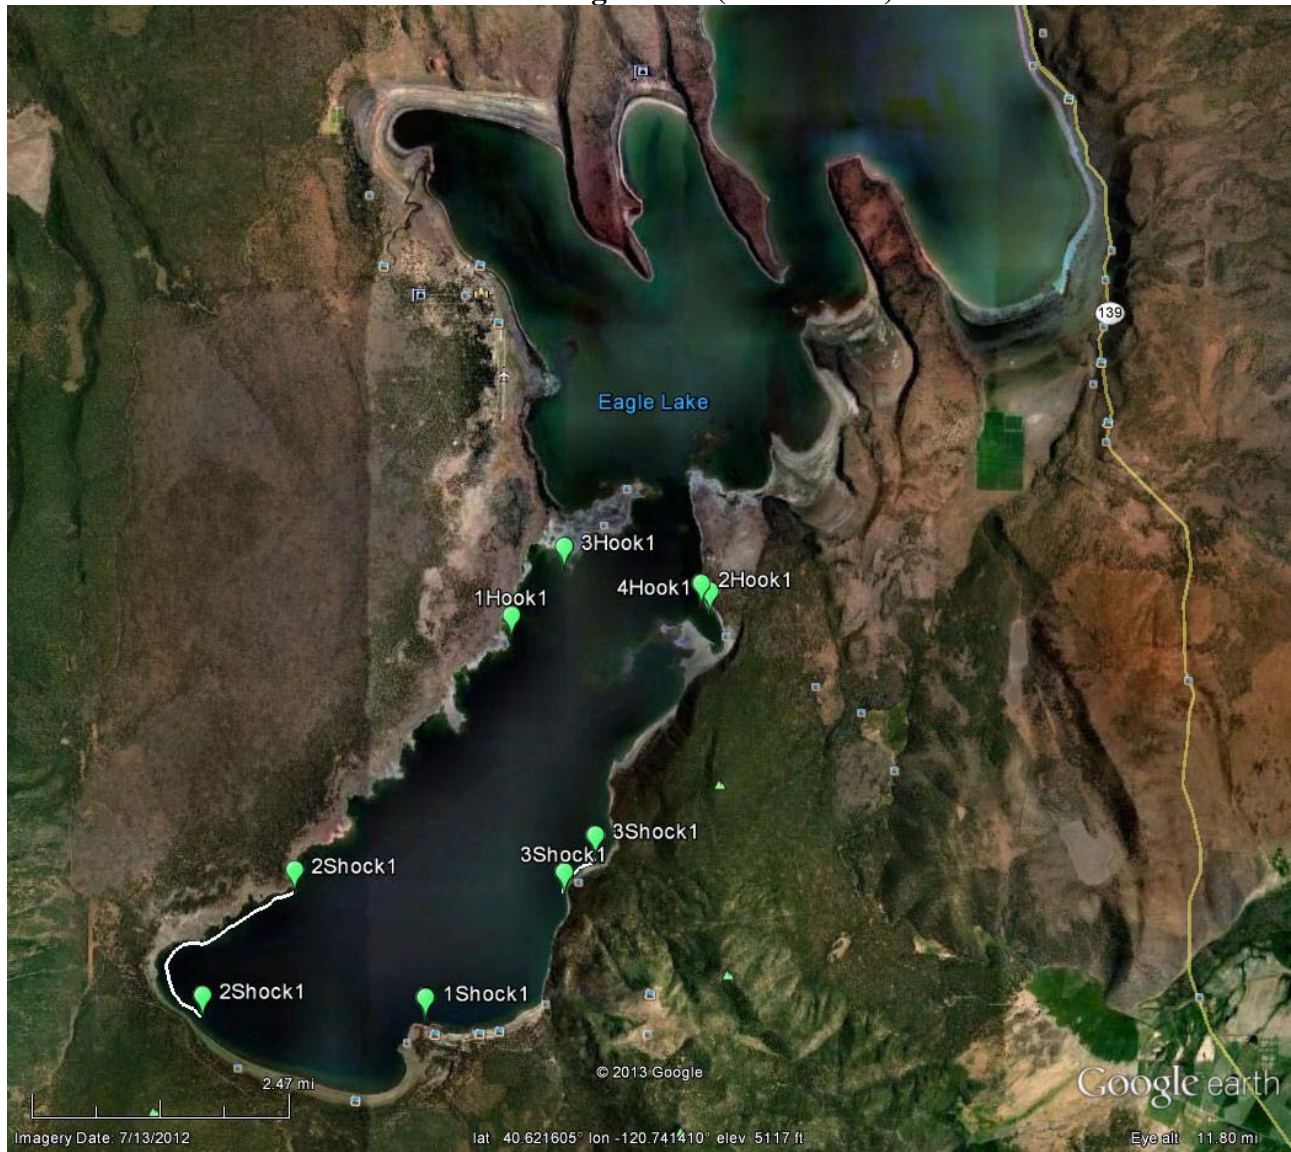 139
Eagle Lake
3Hook1
4Hook1 2Hook1
1Hook1
3Shock1
3Shock1
2Shock1
2Shock1
1Shock1
© 2013 Google
2.47 mi
Google earth
Imagery Date: 7/13/2012 lat 40.621605° lon -120.741410° elev 5117 ft Eye alt 11.80 mi